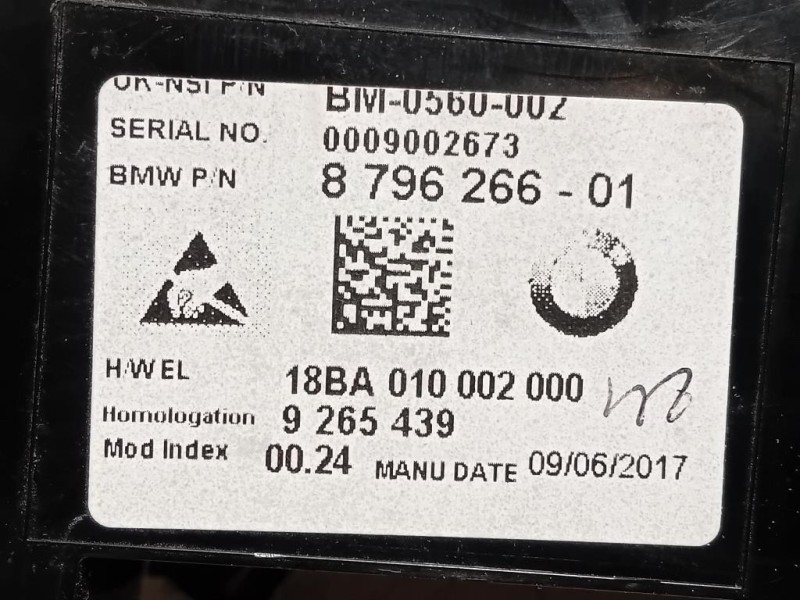 UK-NSI P/N BM-0560-002
SERIAL NO. 0009002673
BMW P/N 8 796 266 - 01
H/W EL 18BA 010 002 000
Homologation 9 265 439
Mod Index 00.24 MANU DATE 09/06/2017